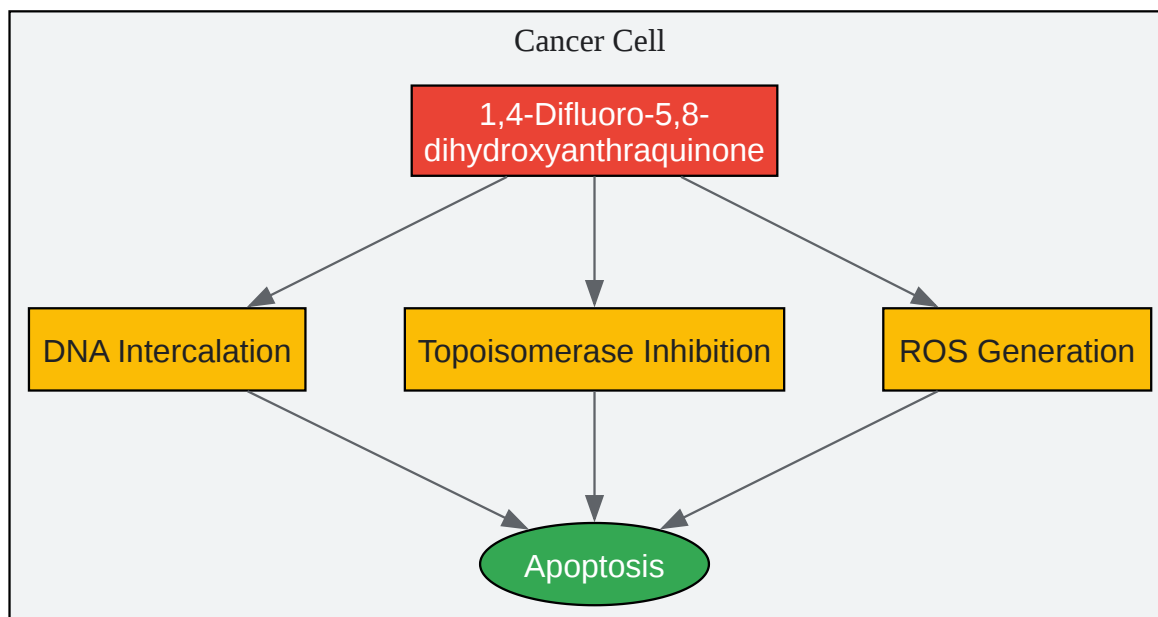 Cancer Cell
1,4-Difluoro-5,8-
dihydroxyanthraquinone
DNA Intercalation
Topoisomerase Inhibition
ROS Generation
Apoptosis